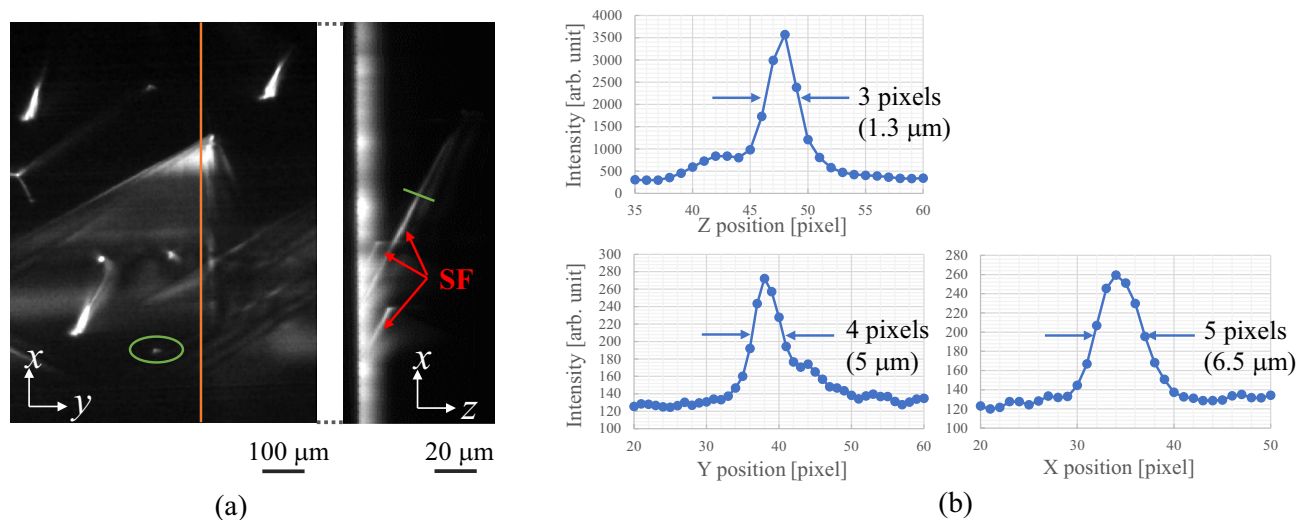 SF
x
y
x
z
100 μm
20 μm
(a)
Intensity [arb. unit]
4000
3500
3000
2500
2000
1500
1000
500
0
35
40
45
50
55
60
Z position [pixel]
3 pixels
(1.3 μm)
Intensity [arb. unit]
300
280
260
240
220
200
180
160
140
120
100
20
30
40
50
60
Y position [pixel]
4 pixels
(5 μm)
280
260
240
220
200
180
160
140
120
100
20
30
40
50
X position [pixel]
5 pixels
(6.5 μm)
(b)